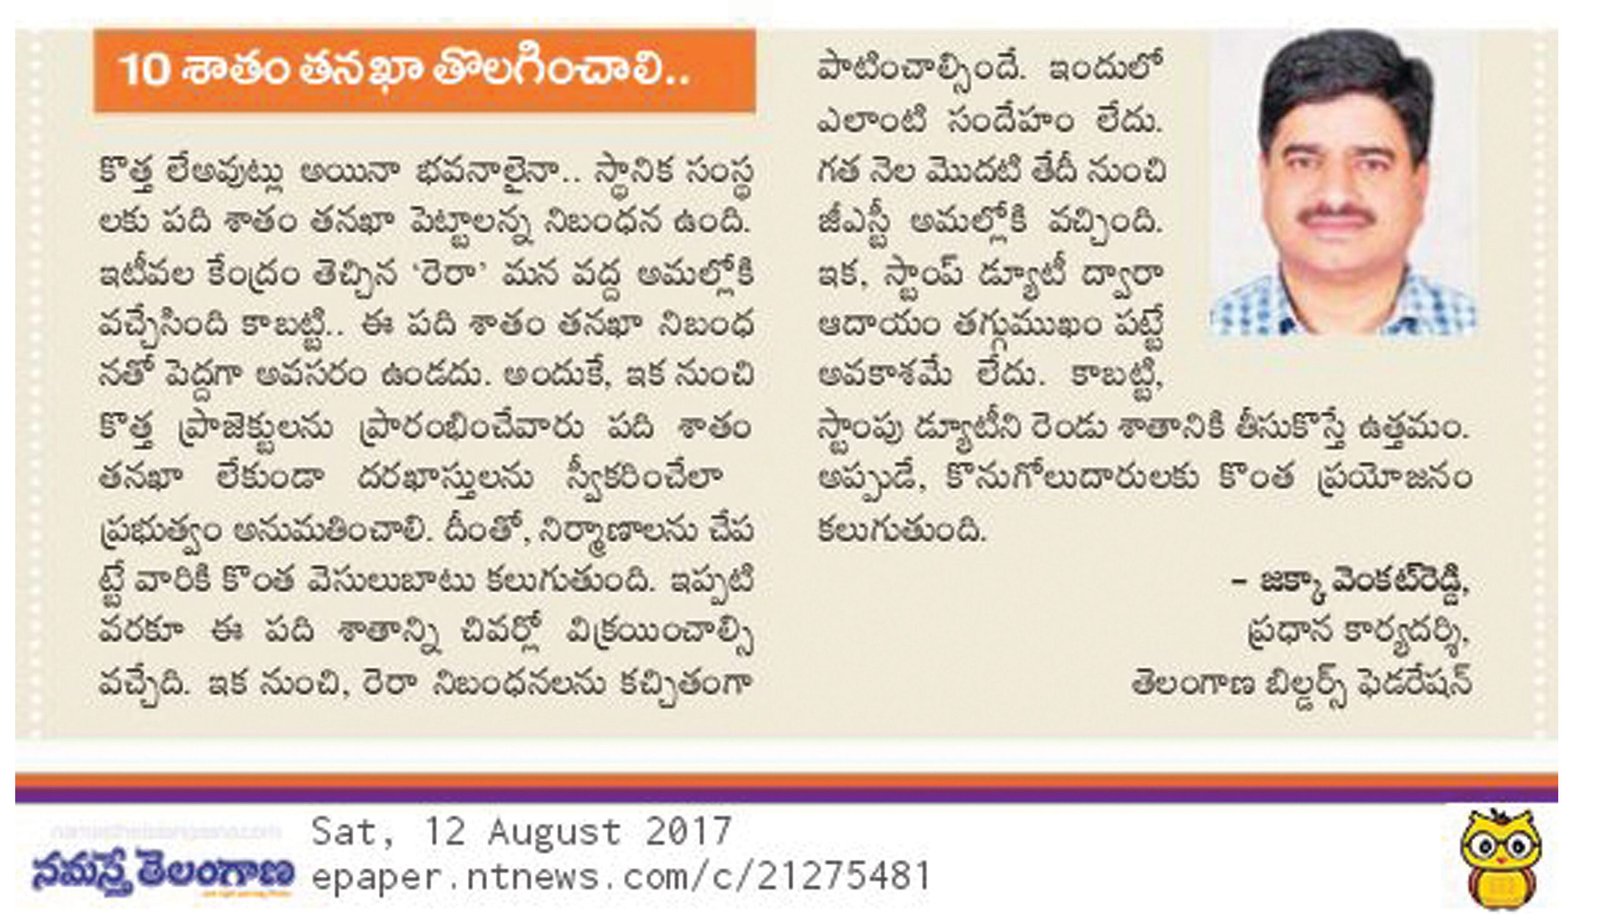 10 శాతం తనఖా తొలగించాలి..
కొత్త లేఅవుట్లు అయినా భవనాలైనా.. స్థానిక సంస్థ
లకు పది శాతం తనఖా పెట్టాలన్న నిబంధన ఉంది.
ఇటీవల కేంద్రం తెచ్చిన ‘రెరా’ మన వద్ద అమల్లోకి
వచ్చేసింది కాబట్టి.. ఈ పది శాతం తనఖా నిబంధ
నతో పెద్దగా అవసరం ఉండదు. అందుకే, ఇక నుంచి
కొత్త ప్రాజెక్టులను ప్రారంభించేవారు పది శాతం
తనఖా లేకుండా దరఖాస్తులను స్వీకరించేలా
ప్రభుత్వం అనుమతించాలి. దీంతో, నిర్మాణాలను చేప
ట్టే వారికి కొంత వెసులుబాటు కలుగుతుంది. ఇప్పటి
వరకూ ఈ పది శాతాన్ని చివర్లో విక్రయించాల్సి
వచ్చేది. ఇక నుంచి, రెరా నిబంధనలను కచ్చితంగా
పాటించాల్సిందే. ఇందులో
ఎలాంటి సందేహం లేదు.
గత నెల మొదటి తేదీ నుంచి
జీఎస్టీ అమల్లోకి వచ్చింది.
ఇక, స్టాంప్ డ్యూటీ ద్వారా
ఆదాయం తగ్గుముఖం పట్టే
అవకాశమే లేదు. కాబట్టి,
స్టాంపు డ్యూటీని రెండు శాతానికి తీసుకొస్తే ఉత్తమం.
అప్పుడే, కొనుగోలుదారులకు కొంత ప్రయోజనం
కలుగుతుంది.
– జక్కా వెంకట్‌రెడ్డి,
ప్రధాన కార్యదర్శి,
తెలంగాణ బిల్డర్స్ ఫెడరేషన్
నమస్తే తెలంగాణ
Sat, 12 August 2017
epaper.ntnews.com/c/21275481